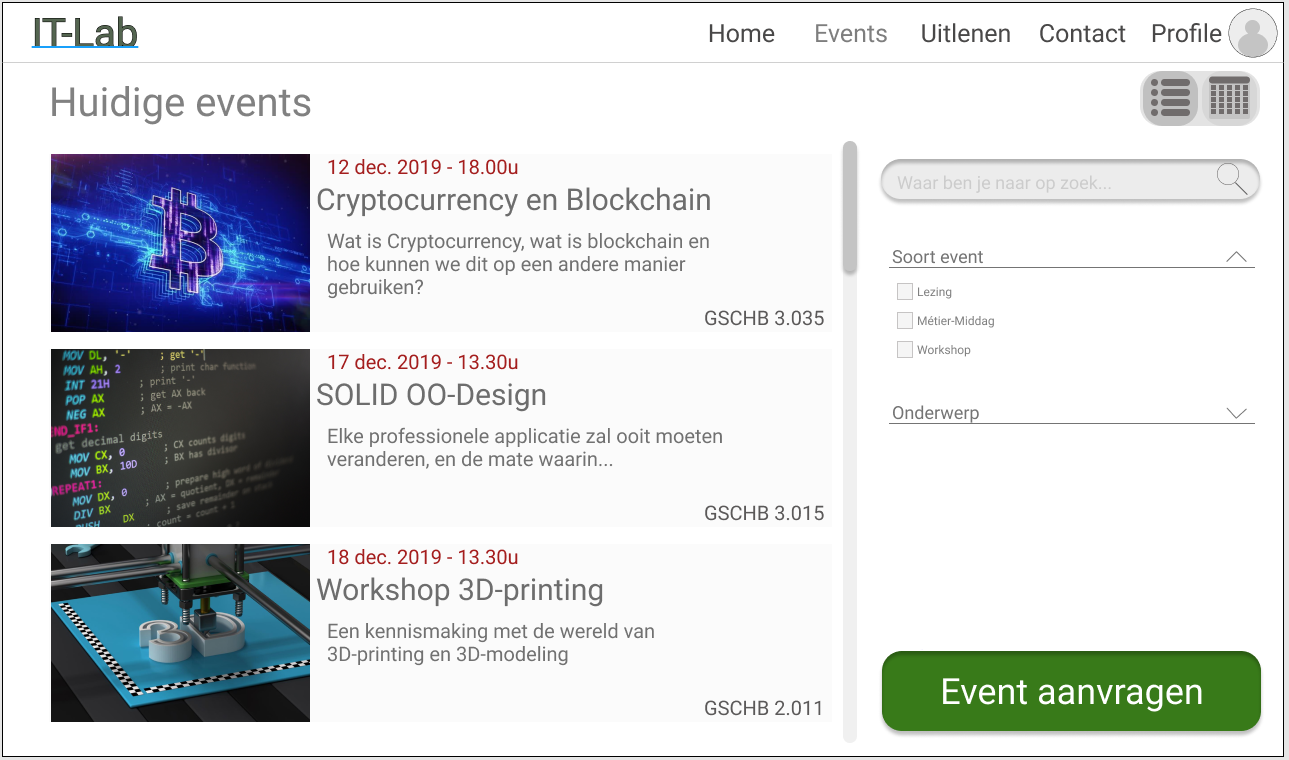 IT-Lab
Home Events Uitlenen Contact Profile
Huidige events
12 dec. 2019 - 18.00u
Cryptocurrency en Blockchain
Wat is Cryptocurrency, wat is blockchain en
hoe kunnen we dit op een andere manier
gebruiken?
GSCHB 3.035
MOV DL, '-' ; get '-'
MOV AH, 2 ; print char function
INT 21H ; print '-'
POP AX ; get AX back
NEG AX ; AX = -AX
END_IF1:
get decimal digits
MOV CX, 0 ; CX counts digits
MOV BX, 10D ; BX has divisor
REPEAT1:
MOV DX, 0 ; prepare high word of dividend
DIV BX ; AX = quotient, DX = remainder
PUSH DX ; save remainder on stack
; count = count + 1
17 dec. 2019 - 13.30u
SOLID OO-Design
Elke professionele applicatie zal ooit moeten
veranderen, en de mate waarin...
GSCHB 3.015
18 dec. 2019 - 13.30u
Workshop 3D-printing
Een kennismaking met de wereld van
3D-printing en 3D-modeling
GSCHB 2.011
Waar ben je naar op zoek...
Soort event
Lezing
Métier-Middag
Workshop
Onderwerp
Event aanvragen